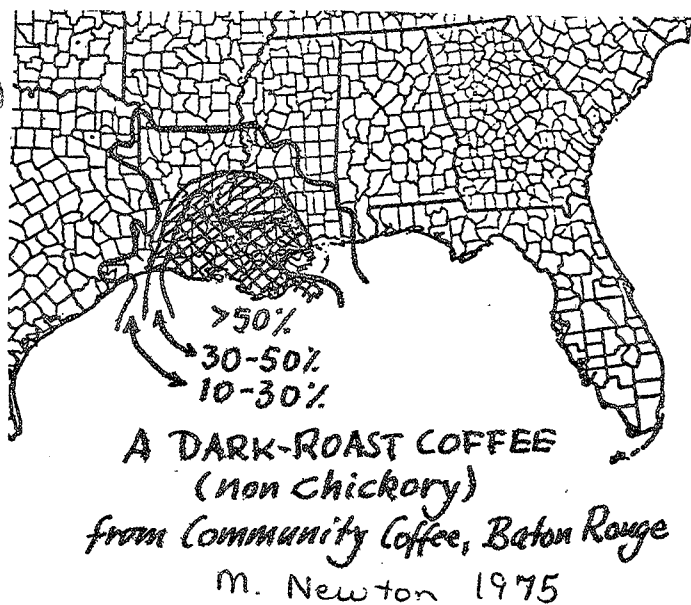 >50%
30-50%
10-30%
A DARK-ROAST COFFEE
(non Chickory)
from Community Coffee, Baton Rouge
M. Newton 1975